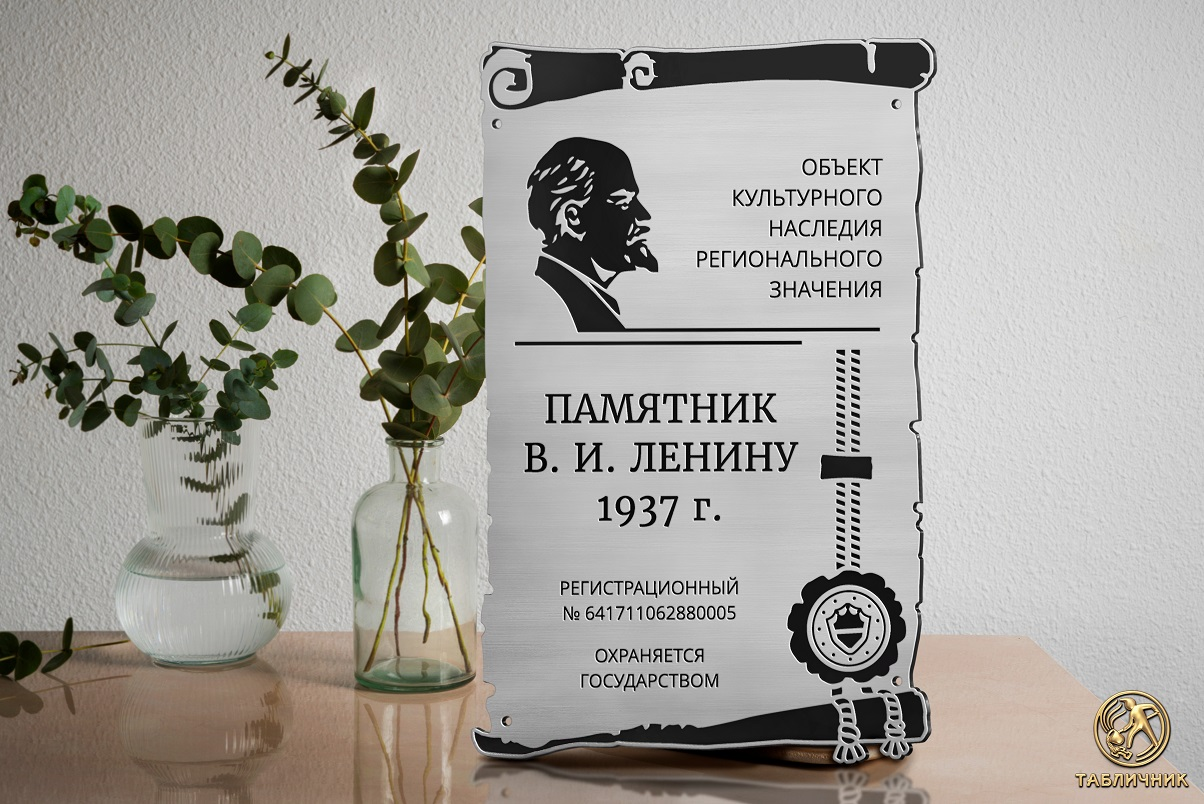 ОБЪЕКТ
КУЛЬТУРНОГО
НАСЛЕДИЯ
РЕГИОНАЛЬНОГО
ЗНАЧЕНИЯ
ПАМЯТНИК
В. И. ЛЕНИНУ
1937 г.
РЕГИСТРАЦИОННЫЙ
№ 641711062880005
ОХРАНЯЕТСЯ
ГОСУДАРСТВОМ
ТАБЛИЧНИК